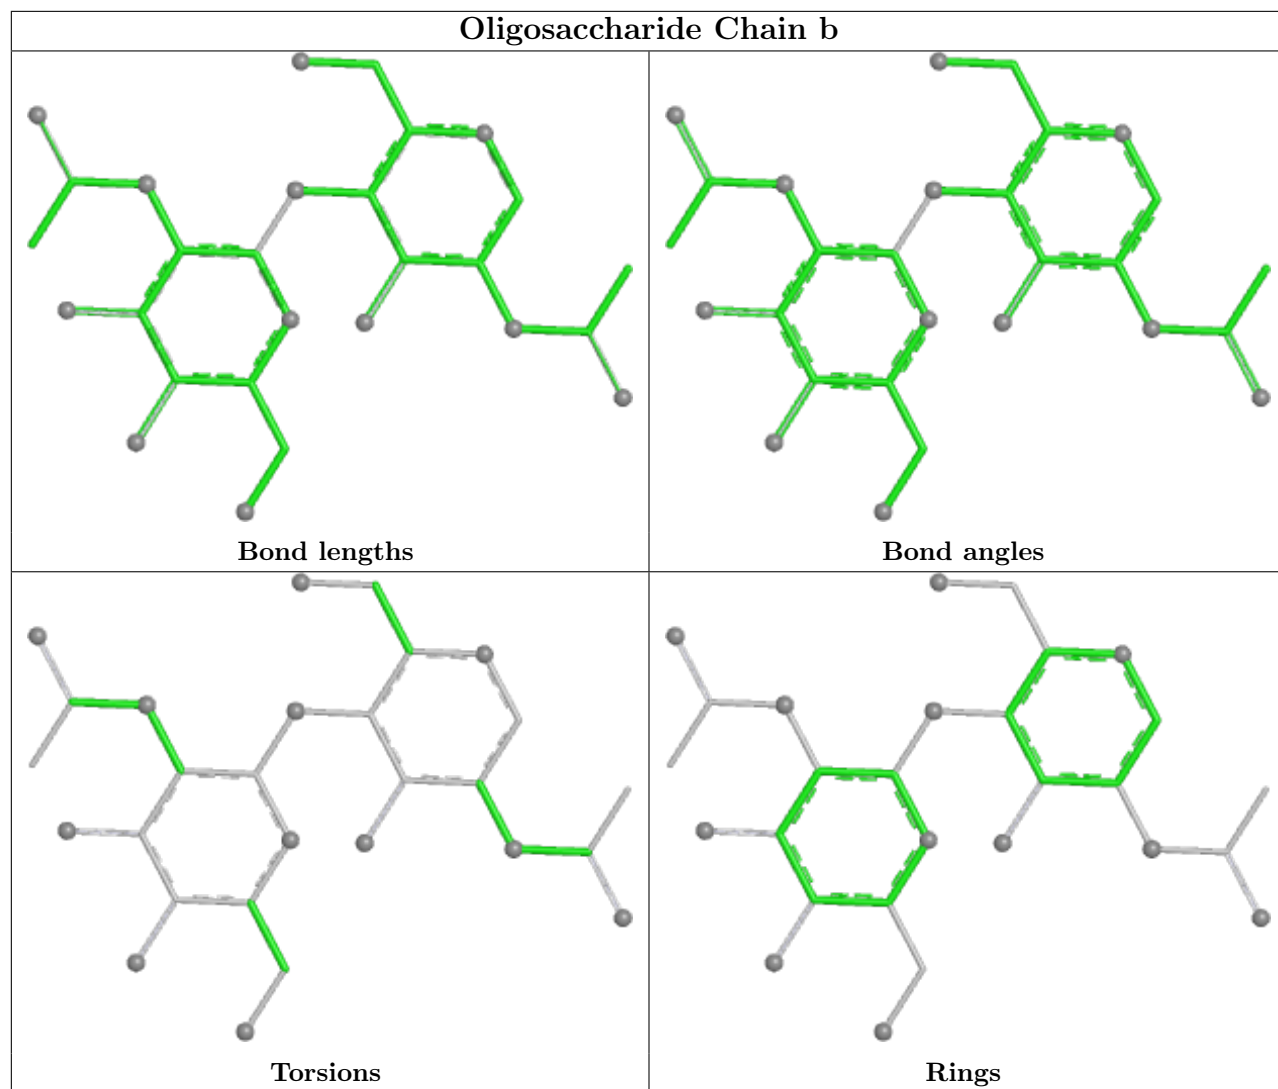 Oligosaccharide Chain b
Bond lengths
Bond angles
Torsions
Rings